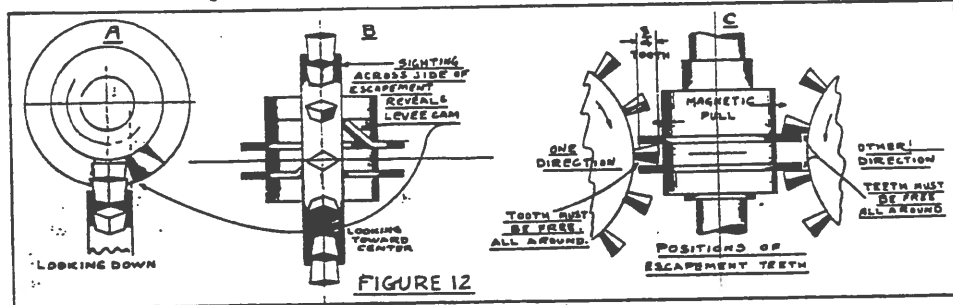 A
LOOKING DOWN
B
SIGHTING
ACROSS SIDE OF
ESCAPEMENT
REVEALS
LEVEE CAM
LOOKING
TOWARD
CENTER
FIGURE 12
C
3/4
TOOTH
MAGNETIC
PULL
ONE
DIRECTION
OTHER
DIRECTION
TOOTH MUST
BE FREE
ALL AROUND.
TEETH MUST
BE FREE
ALL AROUND
POSITIONS OF
ESCAPEMENT TEETH